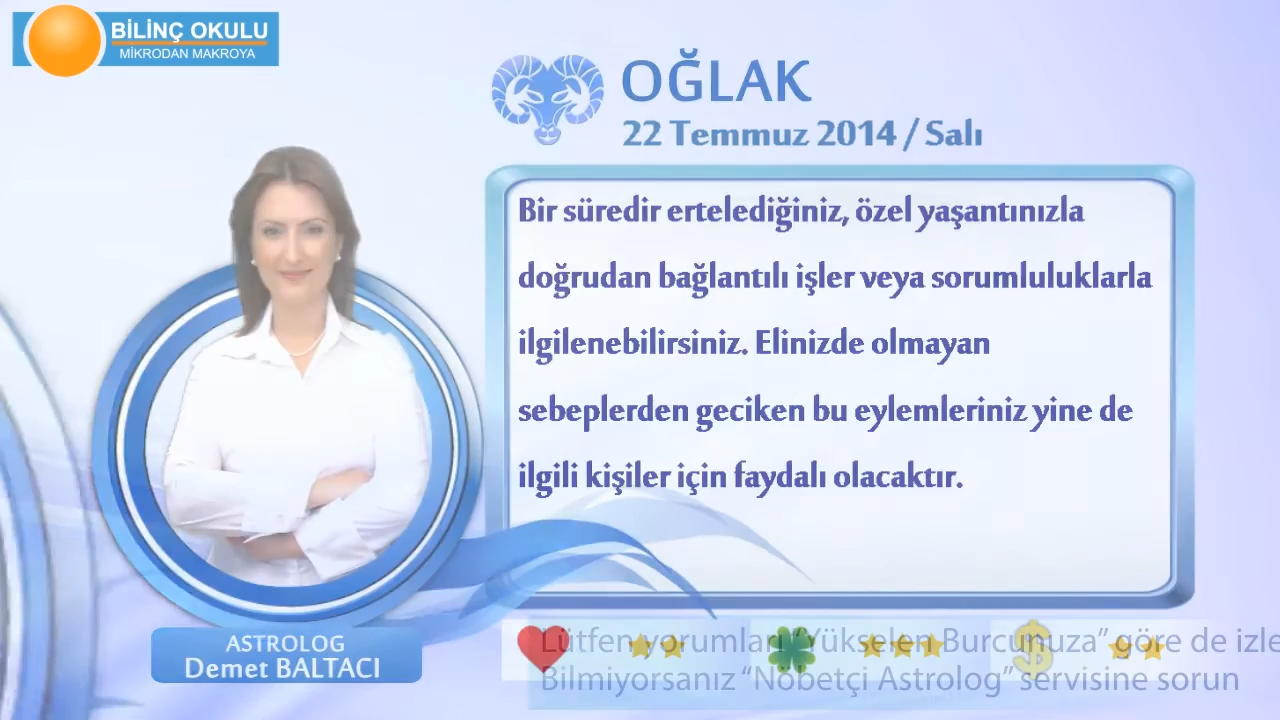 BİLİNÇ OKULU
MİKRODAN MAKROYA
OĞLAK
22 Temmuz 2014 / Salı
Bir süredir ertelediğiniz, özel yaşantınızla
doğrudan bağlantılı işler veya sorumluluklarla
ilgilenebilirsiniz. Elinizde olmayan
sebeplerden geciken bu eylemleriniz yine de
ilgili kişiler için faydalı olacaktır.
ASTROLOG
Demet BALTACI
Lütfen yorumları "Yükselen Burcunuza" göre de izle
Bilmiyorsanız "Nöbetçi Astrolog" servisine sorun